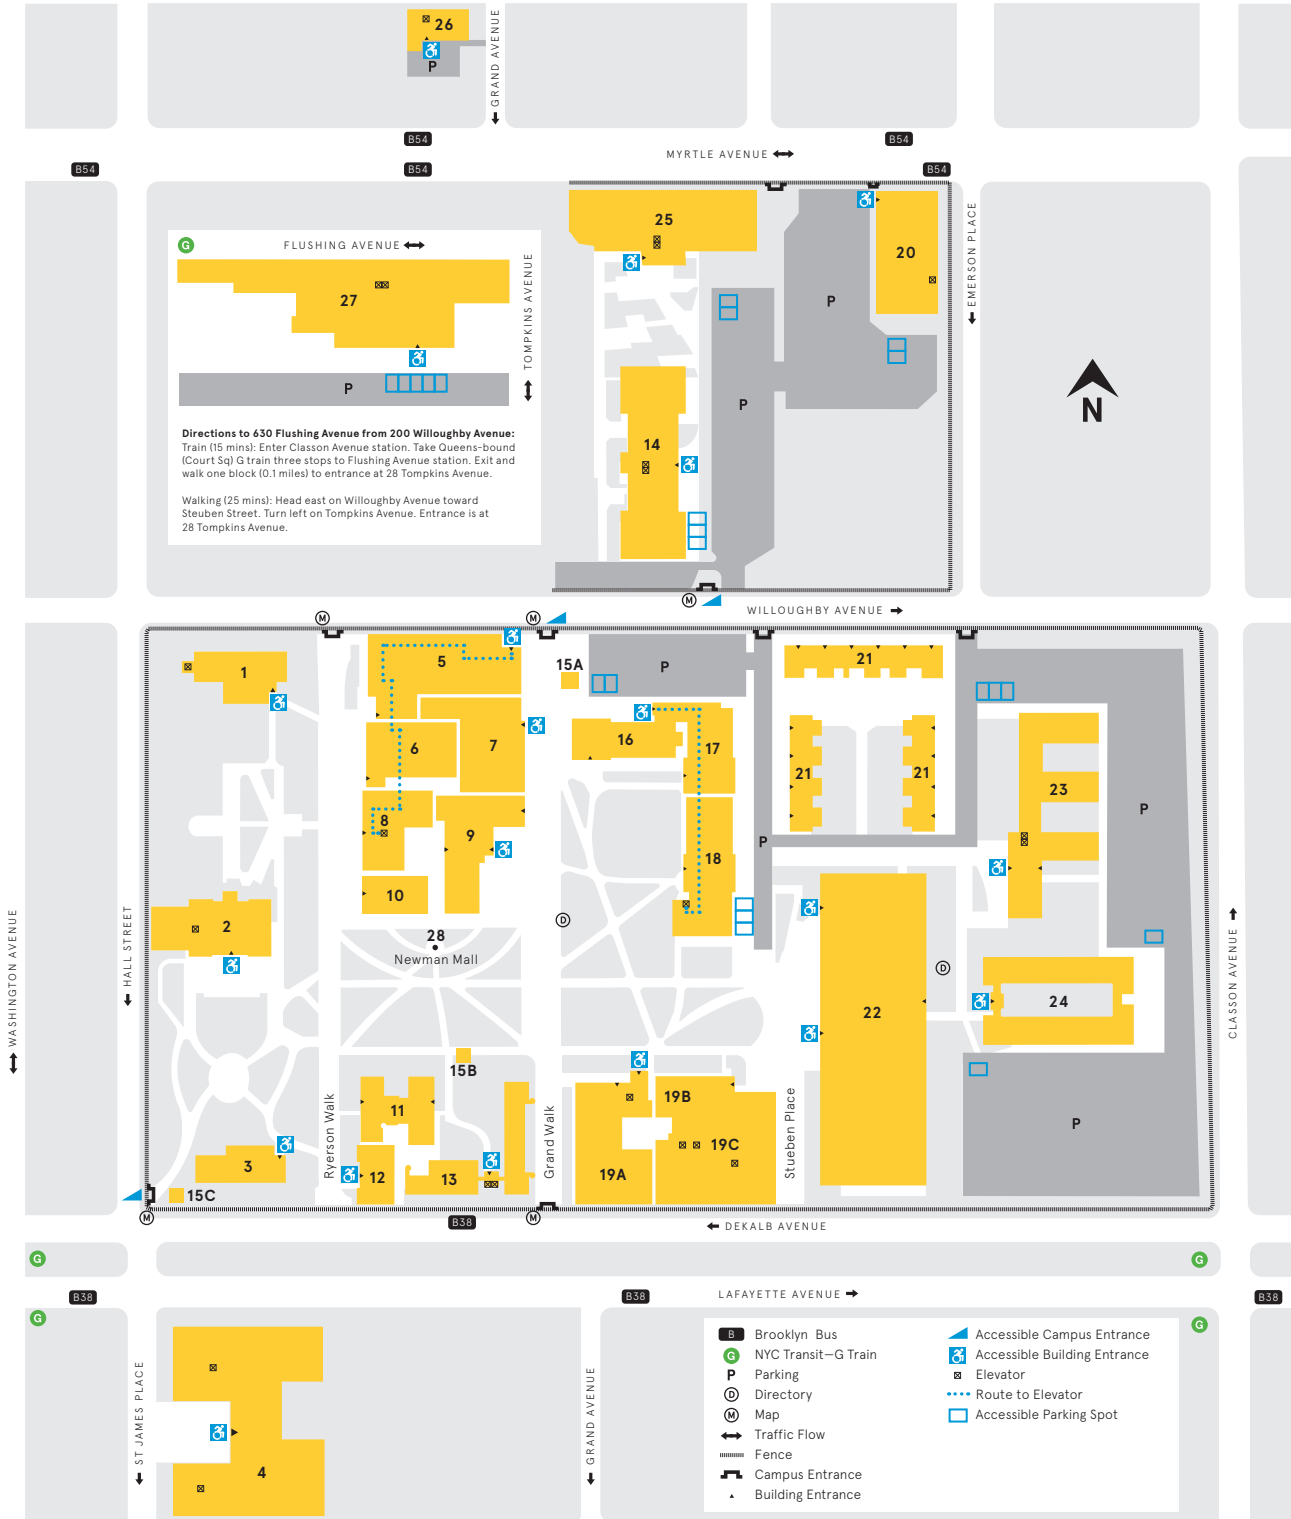 26
P
GRAND AVENUE
B54
B54
MYRTLE AVENUE
B54
B54
B54
G
FLUSHING AVENUE
27
TOMPKINS AVENUE
P
Directions to 630 Flushing Avenue from 200 Willoughby Avenue:
Train (15 mins): Enter Classon Avenue station. Take Queens-bound
(Court Sq) G train three stops to Flushing Avenue station. Exit and
walk one block (0.1 miles) to entrance at 28 Tompkins Avenue.
Walking (25 mins): Head east on Willoughby Avenue toward
Steuben Street. Turn left on Tompkins Avenue. Entrance is at
28 Tompkins Avenue.
25
20
EMERSON PLACE
P
P
14
N
M
M
M
WILLOUGHBY AVENUE
1
5
15A
P
21
6
7
16
17
21
21
23
8
9
18
P
P
10
2
28
Newman Mall
D
D
22
24
WASHINGTON AVENUE
HALL STREET
CLASSON AVENUE
15B
11
Ryerson Walk
Grand Walk
19B
19C
19A
Stueben Place
P
3
12
13
15C
M
B38
M
DEKALB AVENUE
G
G
B38
B38
LAFAYETTE AVENUE
B38
G
G
ST JAMES PLACE
4
GRAND AVENUE
B Brooklyn Bus
G NYC Transit—G Train
P Parking
D Directory
M Map
Traffic Flow
Fence
Campus Entrance
Building Entrance
Accessible Campus Entrance
Accessible Building Entrance
Elevator
Route to Elevator
Accessible Parking Spot